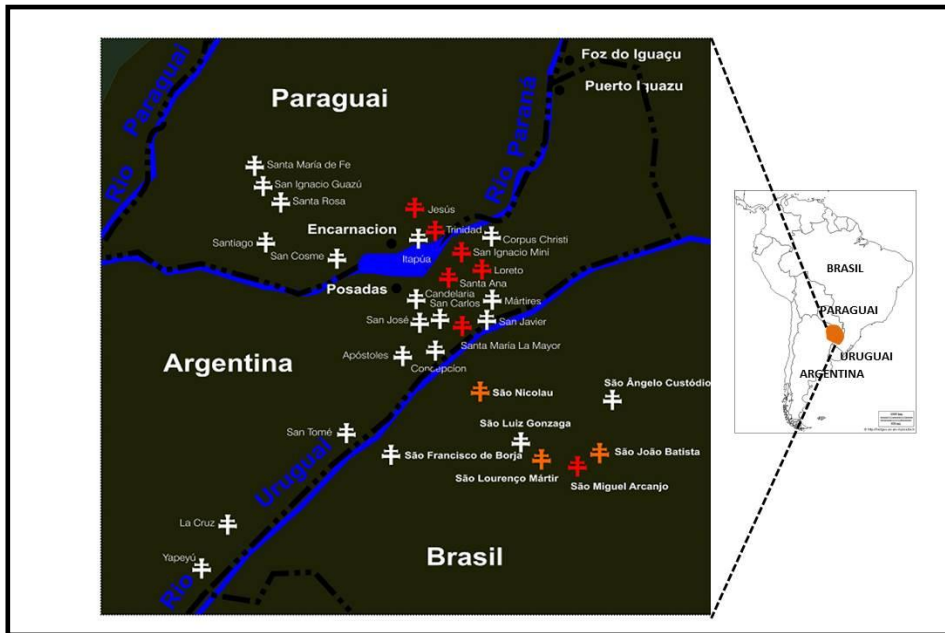 Foz do Iguaçu
Puerto Iguazu
Paraguai
Rio Paraguai
Rio Paraná
Santa María de Fe
San Ignacio Guazú
Santa Rosa
Jesús
Trinidad
Encarnacion
Corpus Christi
Santiago
San Cosme
Itapúa
San Ignacio Miní
Loreto
Santa Ana
Posadas
Candelaria
San Carlos
Mártires
San José
San Javier
Santa María La Mayor
Apóstoles
Concepcion
Argentina
São Nicolau
São Ângelo Custódio
São Luiz Gonzaga
San Tomé
São Francisco de Borja
São João Batista
São Lourenço Mártir
São Miguel Arcanjo
La Cruz
Yapeyú
Rio Uruguai
Brasil
BRASIL
PARAGUAI
URUGUAI
ARGENTINA